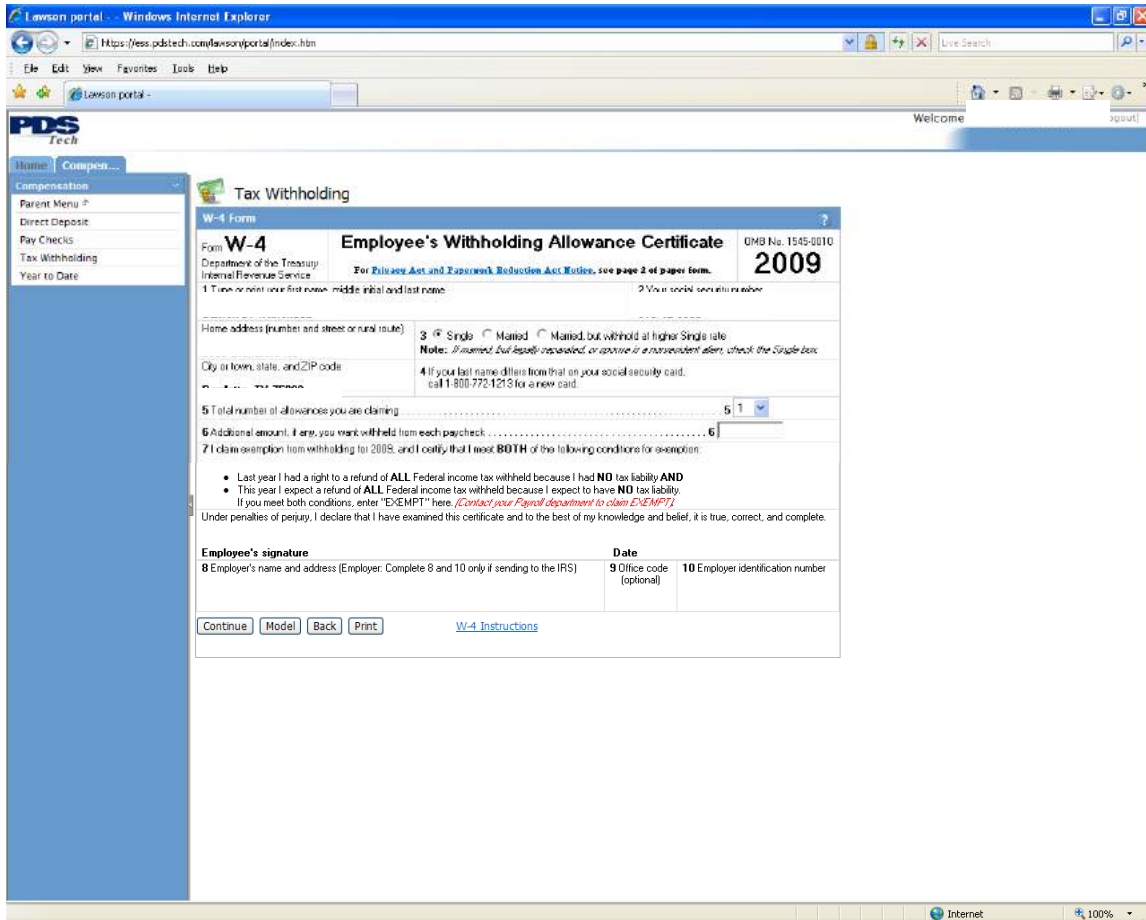 Lawson portal - - Windows Internet Explorer
https://ess.pdstech.com/lawson/portal/index.htm
Live Search
File Edit View Favorites Tools Help
Lawson portal -
PDS
Tech
Welcome
Home Compen...
Compensation
Parent Menu
Direct Deposit
Pay Checks
Tax Withholding
Year to Date
Tax Withholding
W-4 Form ?
Form W-4
Department of the Treasury
Internal Revenue Service
Employee's Withholding Allowance Certificate
For Privacy Act and Paperwork Reduction Act Notice, see page 2 of paper form.
OMB No. 1545-0010
2009
1 Type or print your first name, middle initial and last name
2 Your social security number
Home address (number and street or rural route)
3 Single Married Married, but withhold at higher Single rate
Note: If married, but legally separated, or spouse is a nonresident alien, check the Single box.
City or town, state, and ZIP code
4 If your last name differs from that on your social security card,
call 1-800-772-1213 for a new card.
5 Total number of allowances you are claiming 5 1
6 Additional amount, if any, you want withheld from each paycheck 6
7 I claim exemption from withholding for 2009, and I certify that I meet BOTH of the following conditions for exemption:
• Last year I had a right to a refund of ALL Federal income tax withheld because I had NO tax liability AND
• This year I expect a refund of ALL Federal income tax withheld because I expect to have NO tax liability.
If you meet both conditions, enter "EXEMPT" here. (Contact your Payroll department to claim EXEMPT)
Under penalties of perjury, I declare that I have examined this certificate and to the best of my knowledge and belief, it is true, correct, and complete.
Employee's signature Date
8 Employer's name and address (Employer: Complete 8 and 10 only if sending to the IRS)
9 Office code
(optional)
10 Employer identification number
Continue Model Back Print W-4 Instructions
Internet 100%